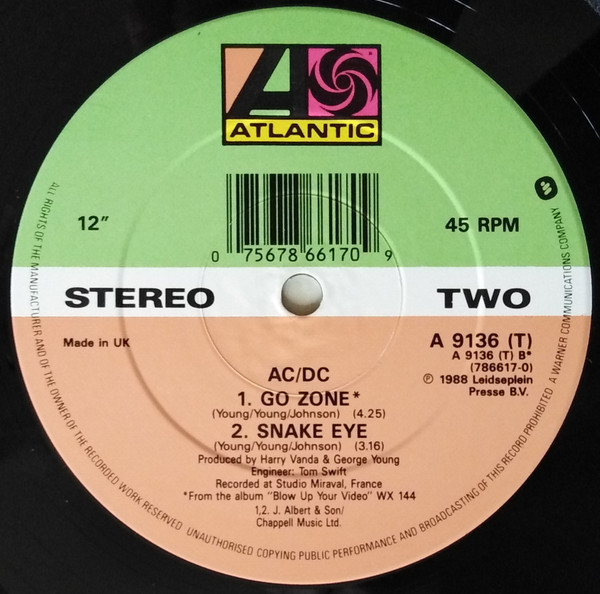 ATLANTIC
12”
45 RPM
0 75678 66170 9
STEREO
TWO
Made in UK
A 9136 (T)
A 9136 (T) B*
(786617-0)
℗ 1988 Leidseplein
Presse B.V.
AC/DC
1. GO ZONE*
(Young/Young/Johnson) (4.25)
2. SNAKE EYE
(Young/Young/Johnson) (3.16)
Produced by Harry Vanda & George Young
Engineer: Tom Swift
Recorded at Studio Miraval, France
*From the album "Blow Up Your Video" WX 144
1,2. J. Albert & Son/
Chappell Music Ltd.
ALL RIGHTS OF THE MANUFACTURER AND OF THE OWNER OF THE RECORDED WORK RESERVED UNAUTHORISED COPYING PUBLIC PERFORMANCE AND BROADCASTING OF THIS RECORD PROHIBITED A WARNER COMMUNICATIONS COMPANY